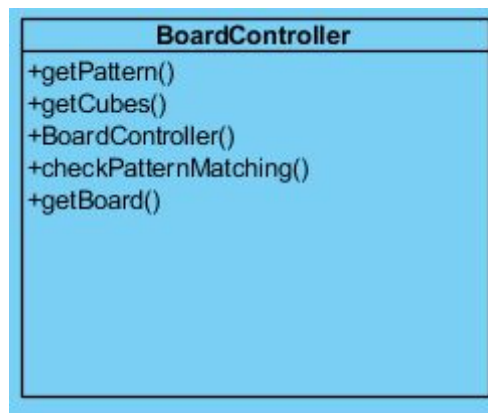 BoardController
+getPattern()
+getCubes()
+BoardController()
+checkPatternMatching()
+getBoard()